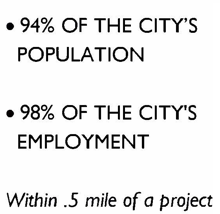 • 94% OF THE CITY'S
POPULATION
• 98% OF THE CITY'S
EMPLOYMENT
Within .5 mile of a project